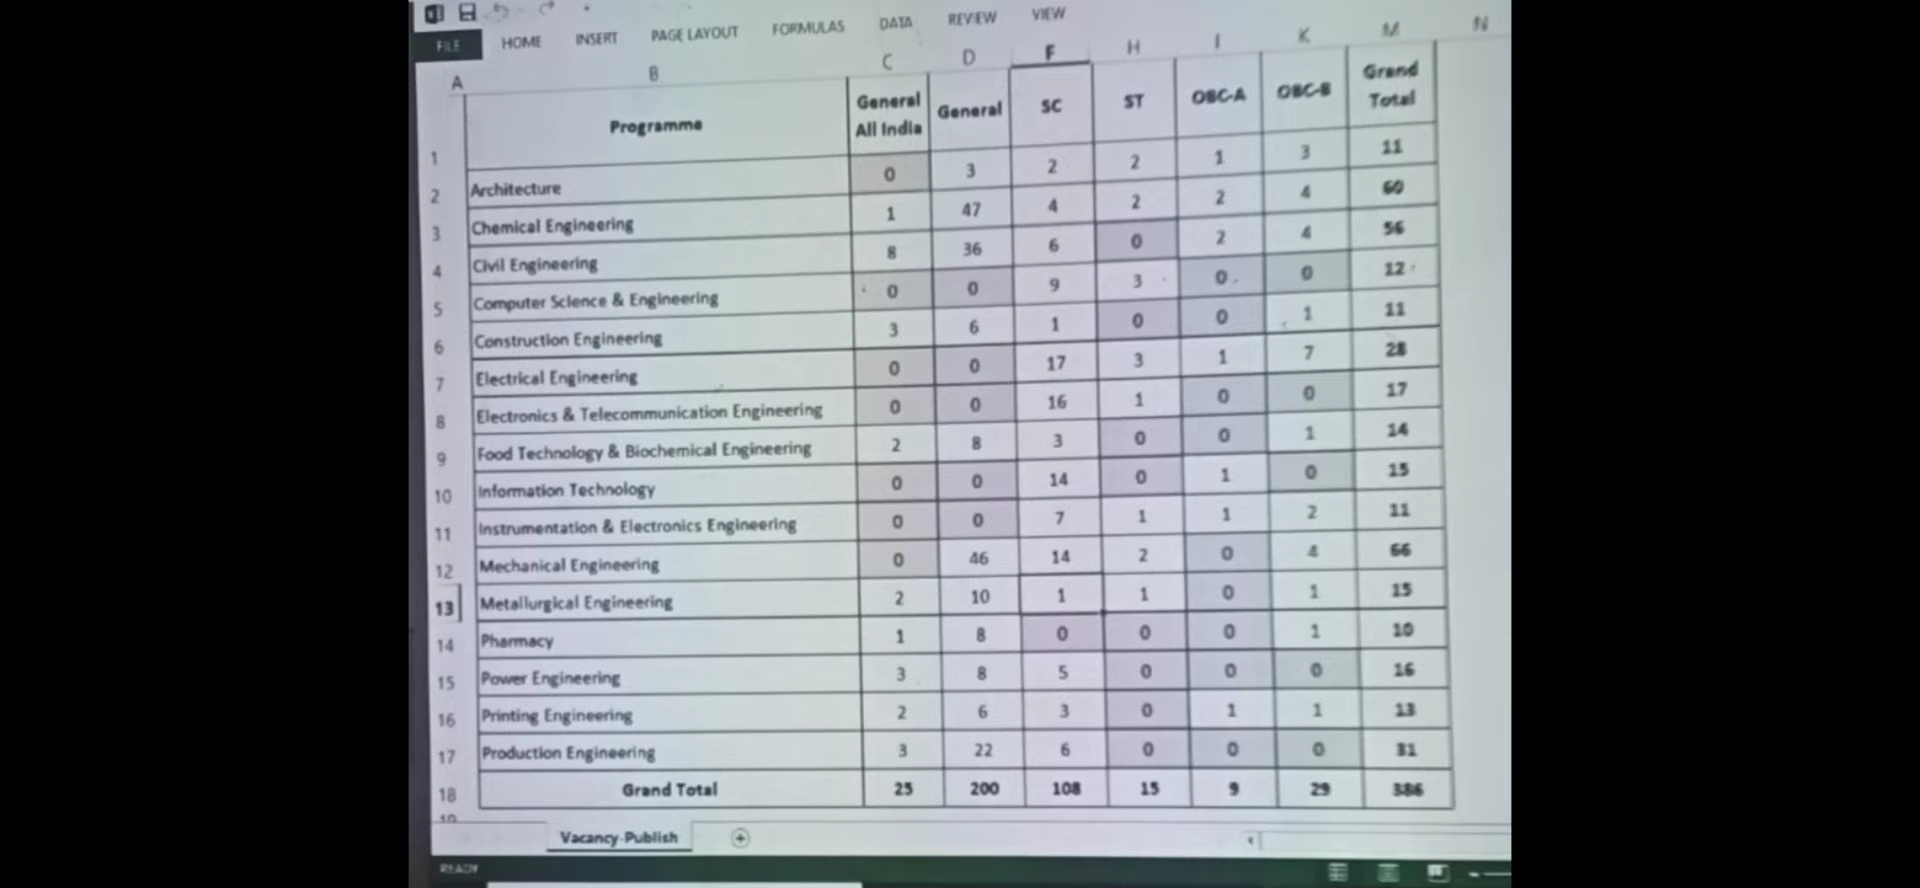 FILE HOME INSERT PAGE LAYOUT FORMULAS DATA REVIEW VIEW
A B C D F H I K M N
1 Programme General All India General SC ST OBC-A OBC-B Grand Total
2 Architecture 0 3 2 2 1 3 11
3 Chemical Engineering 1 47 4 2 2 4 60
4 Civil Engineering 8 36 6 0 2 4 56
5 Computer Science & Engineering 0 0 9 3 0 0 12
6 Construction Engineering 3 6 1 0 0 1 11
7 Electrical Engineering 0 0 17 3 1 7 28
8 Electronics & Telecommunication Engineering 0 0 16 1 0 0 17
9 Food Technology & Biochemical Engineering 2 8 3 0 0 1 14
10 Information Technology 0 0 14 0 1 0 15
11 Instrumentation & Electronics Engineering 0 0 7 1 1 2 11
12 Mechanical Engineering 0 46 14 2 0 4 66
13 Metallurgical Engineering 2 10 1 1 0 1 15
14 Pharmacy 1 8 0 0 0 1 10
15 Power Engineering 3 8 5 0 0 0 16
16 Printing Engineering 2 6 3 0 1 1 13
17 Production Engineering 3 22 6 0 0 0 31
18 Grand Total 25 200 108 15 9 29 386
19
Vacancy-Publish
READY